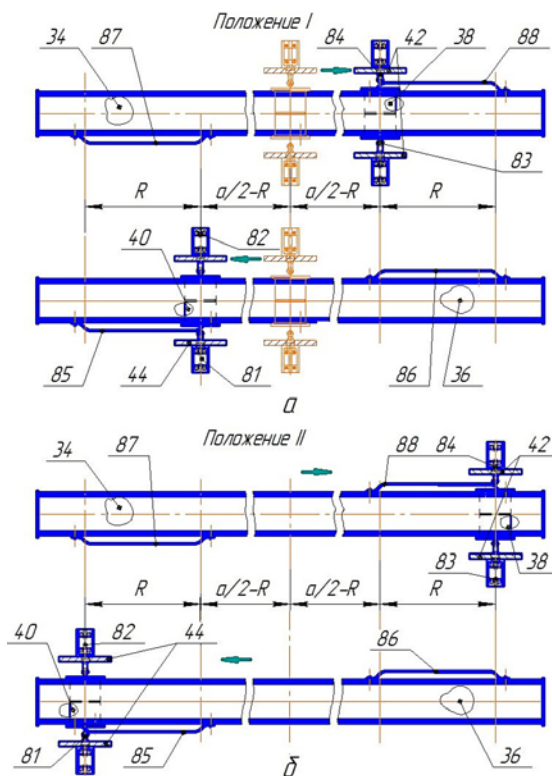 Положение I
34 87 84 42 38 88
83
R a/2-R a/2-R R
40 82
85 44 81 86 36
а
Положение II
34 87 88 84 42
83 38
R a/2-R a/2-R R
40 82 44 86
81 85 36
б